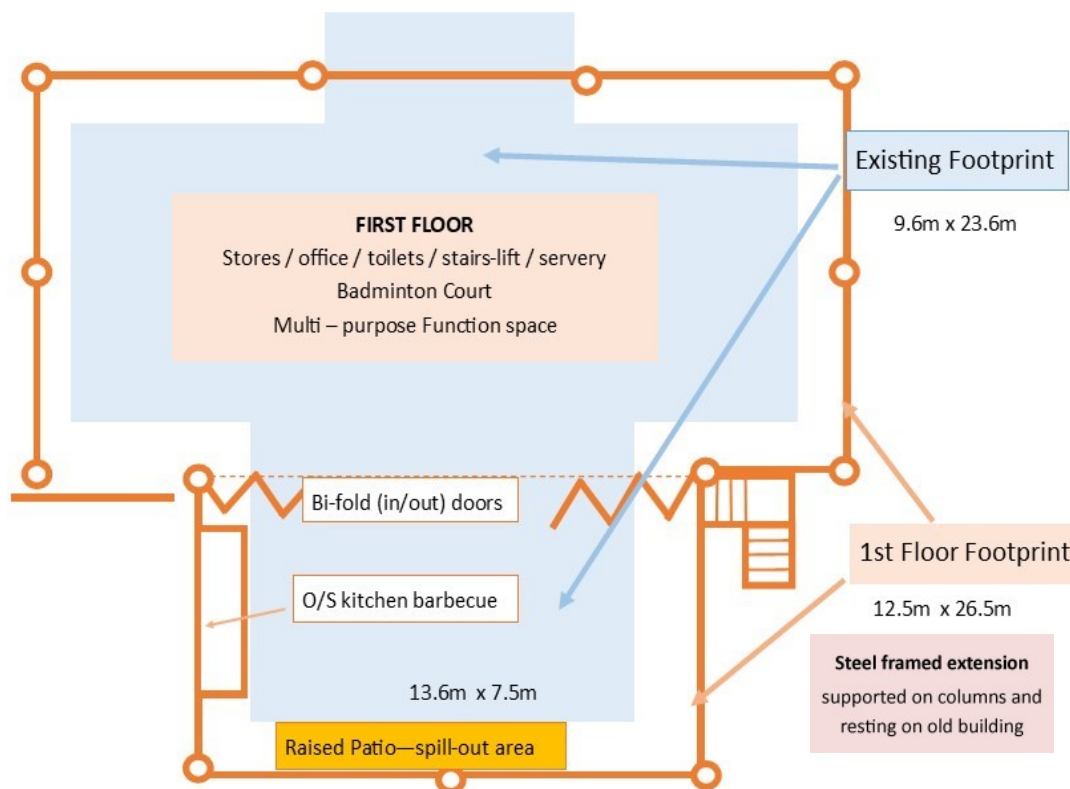 Existing Footprint
9.6m x 23.6m
FIRST FLOOR
Stores / office / toilets / stairs-lift / servery
Badminton Court
Multi – purpose Function space
Bi-fold (in/out) doors
1st Floor Footprint
12.5m x 26.5m
O/S kitchen barbecue
Steel framed extension
supported on columns and
resting on old building
13.6m x 7.5m
Raised Patio—spill-out area